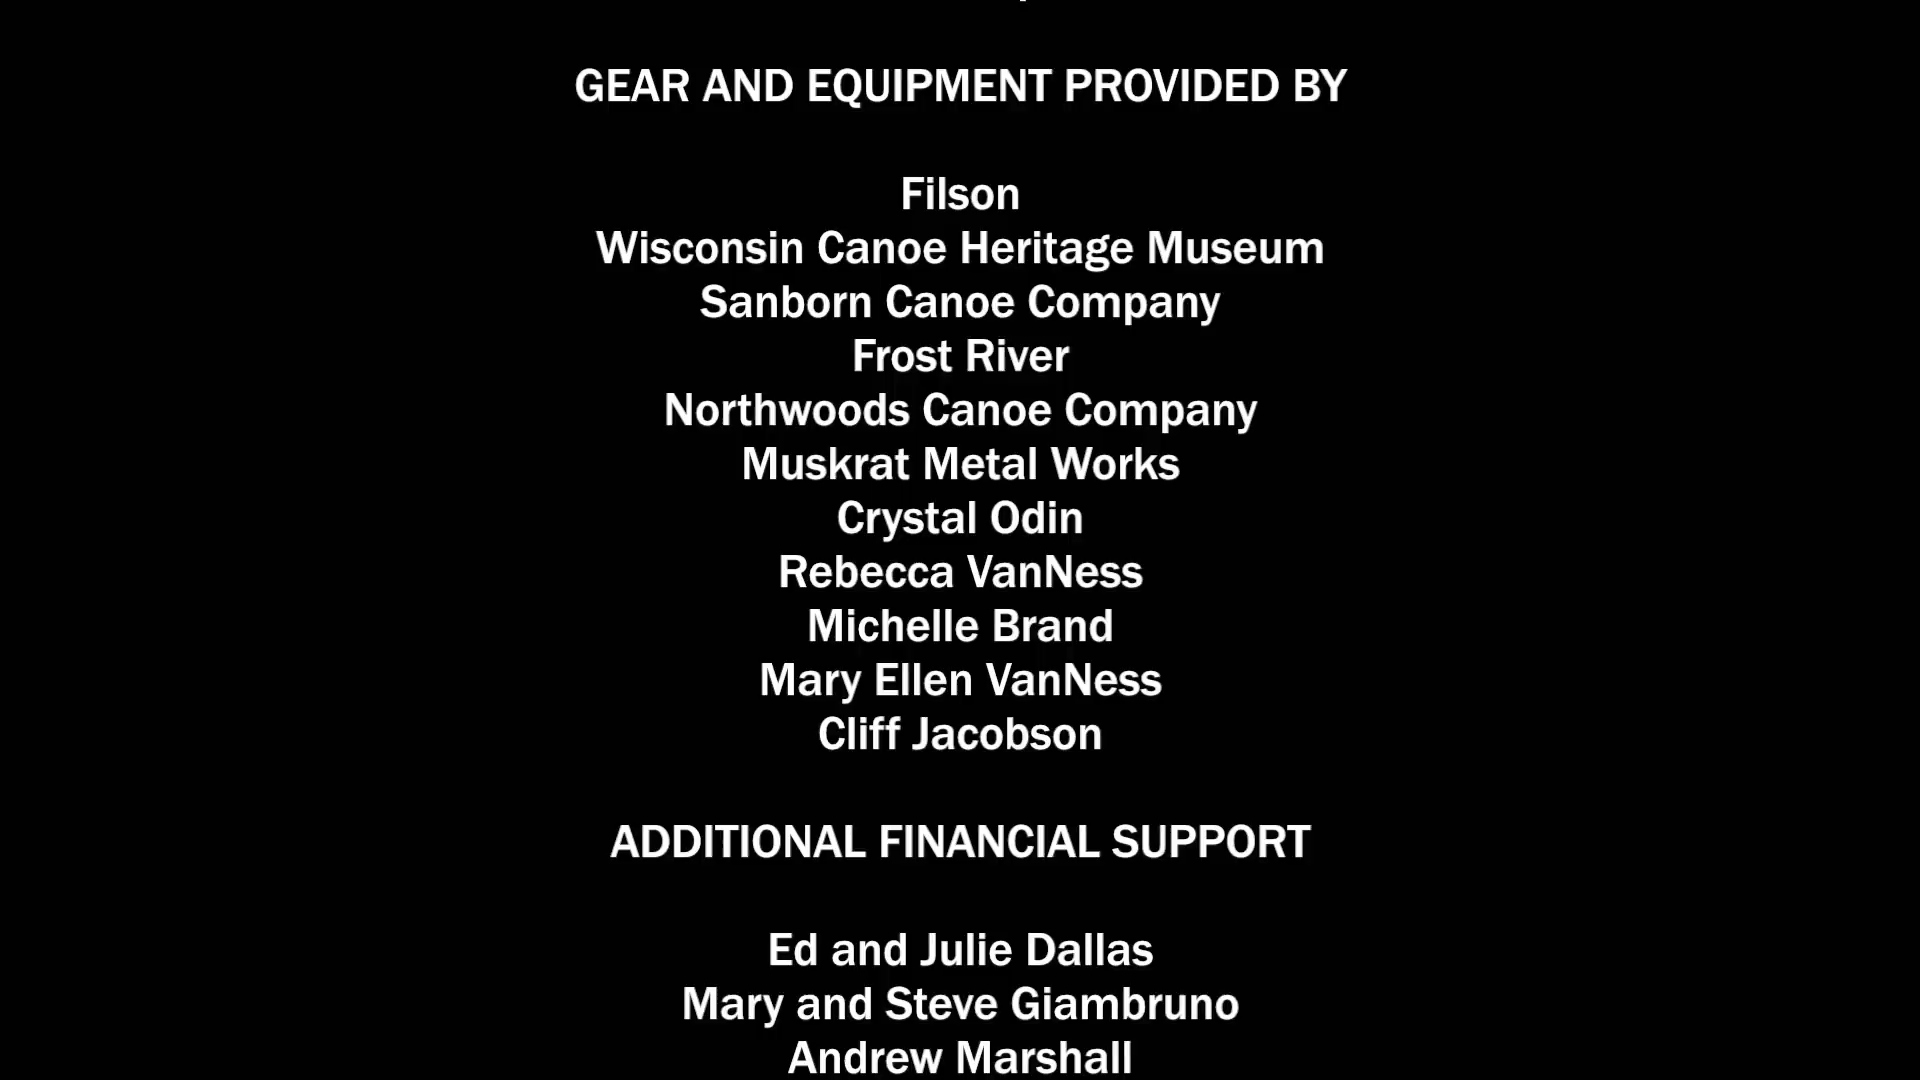 GEAR AND EQUIPMENT PROVIDED BY
Filson
Wisconsin Canoe Heritage Museum
Sanborn Canoe Company
Frost River
Northwoods Canoe Company
Muskrat Metal Works
Crystal Odin
Rebecca VanNess
Michelle Brand
Mary Ellen VanNess
Cliff Jacobson
ADDITIONAL FINANCIAL SUPPORT
Ed and Julie Dallas
Mary and Steve Giambruno
Andrew Marshall